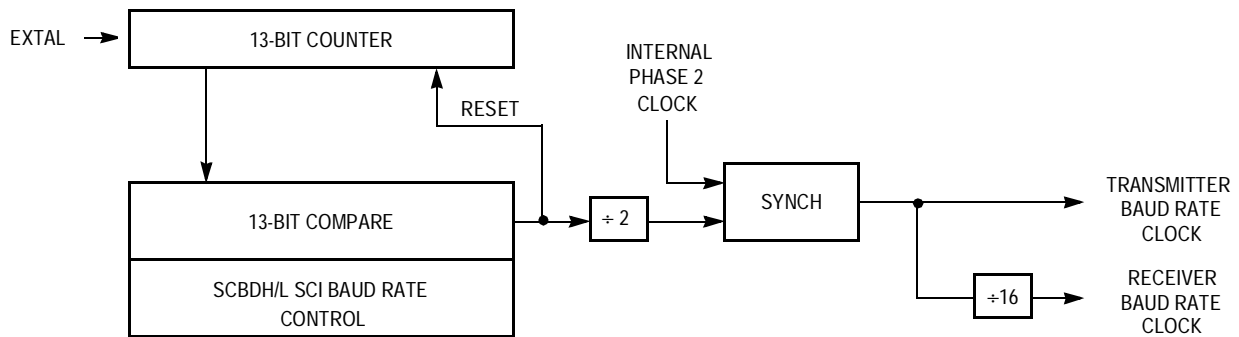 EXTAL
13-BIT COUNTER
INTERNAL
PHASE 2
CLOCK
RESET
13-BIT COMPARE
÷ 2
SYNCH
TRANSMITTER
BAUD RATE
CLOCK
SCBDH/L SCI BAUD RATE
CONTROL
÷16
RECEIVER
BAUD RATE
CLOCK